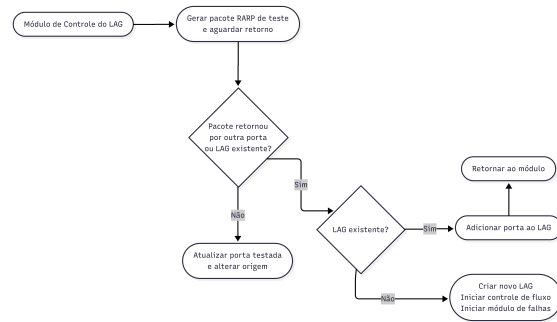 Módulo de Controle do LAG
Gerar pacote RARP de teste
e aguardar retorno
Pacote retornou
por outra porta
ou LAG existente?
Sim
Não
Atualizar porta testada
e alterar origem
LAG existente?
Sim
Adicionar porta ao LAG
Retornar ao módulo
Não
Criar novo LAG
Iniciar controle de fluxo
Iniciar módulo de falhas